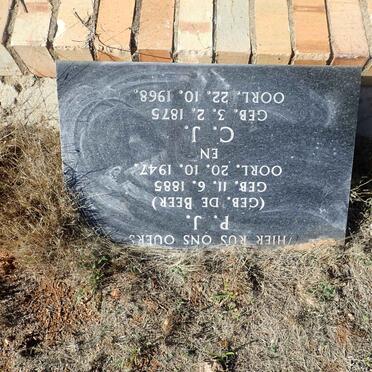 HIER RUS ONS OUERS
P. J.
(GEB. DE BEER)
GEB. 11. 6. 1885
OORL. 20. 10. 1947.
EN
C. J.
GEB. 3. 2. 1875
OORL. 22. 10. 1968.